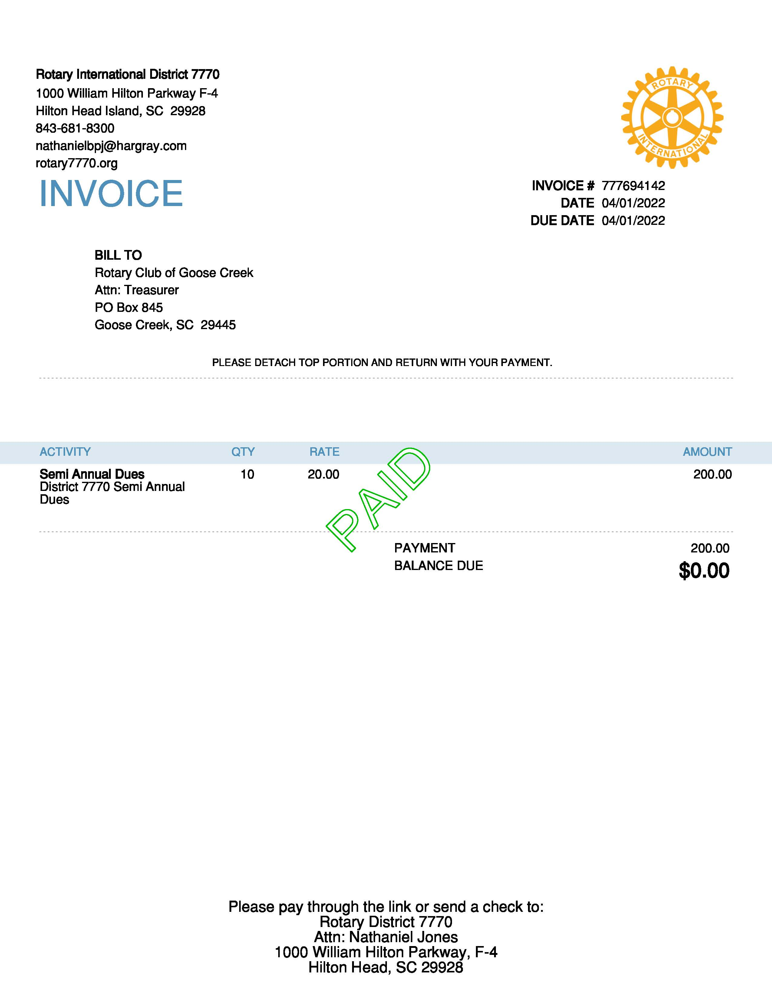 Rotary International District 7770
1000 William Hilton Parkway F-4
Hilton Head Island, SC  29928
843-681-8300
nathanielbpj@hargray.com
rotary7770.org
ROTARY
INTERNATIONAL
INVOICE
INVOICE # 777694142
DATE 04/01/2022
DUE DATE 04/01/2022
BILL TO
Rotary Club of Goose Creek
Attn: Treasurer
PO Box 845
Goose Creek, SC  29445
PLEASE DETACH TOP PORTION AND RETURN WITH YOUR PAYMENT.
ACTIVITY QTY RATE AMOUNT
Semi Annual Dues 10 20.00 200.00
District 7770 Semi Annual
Dues
PAID
PAYMENT 200.00
BALANCE DUE $0.00
Please pay through the link or send a check to:
Rotary District 7770
Attn: Nathaniel Jones
1000 William Hilton Parkway, F-4
Hilton Head, SC 29928